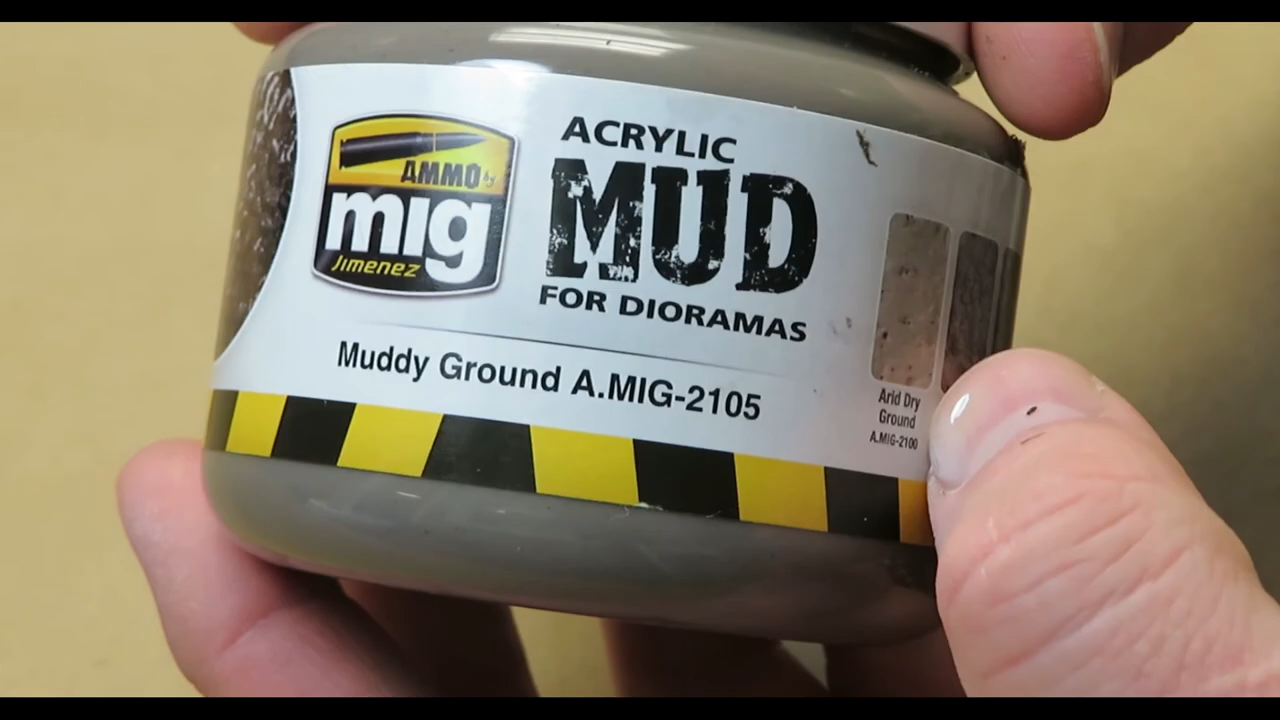 AMMO by
mig
Jimenez
ACRYLIC
MUD
FOR DIORAMAS
Muddy Ground A.MIG-2105
Arid Dry
Ground
A.MIG-2100